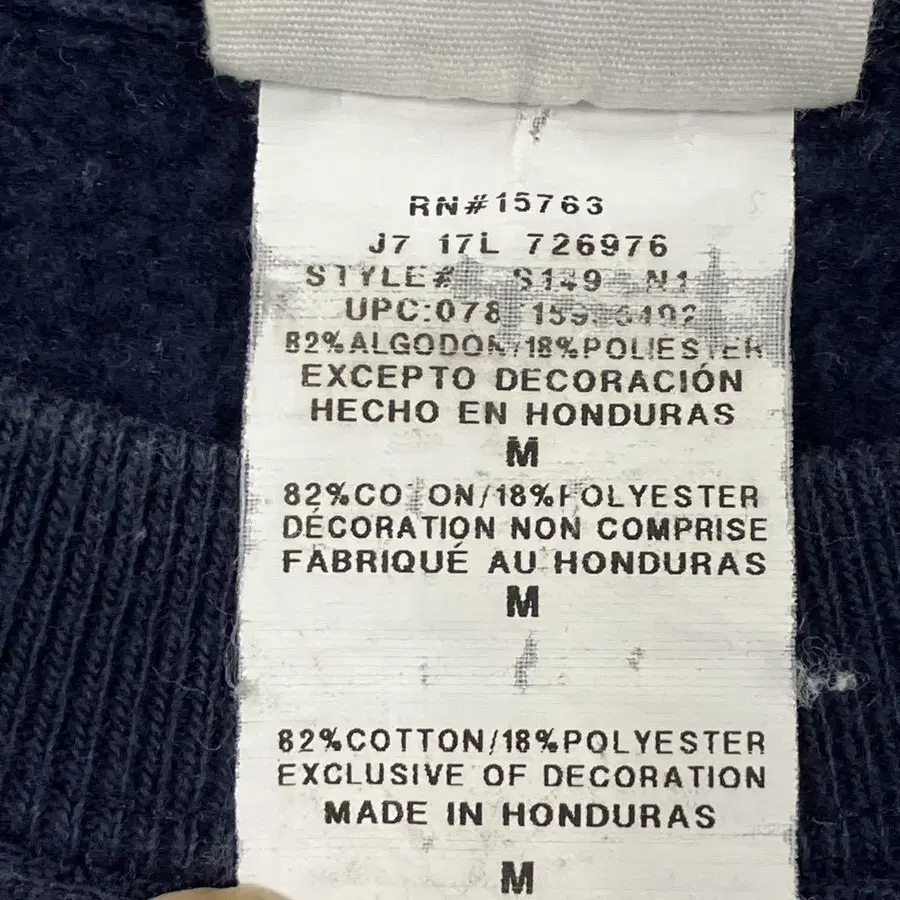 RN#15763
J7 17L 726976
STYLE#
UPC:078
82%ALGODON/18%POLIESTER
EXCEPTO DECORACIÓN
HECHO EN HONDURAS
M
82%CO ON/18%POLYESTER
DÉCORATION NON COMPRISE
FABRIQUÉ AU HONDURAS
M
82%COTTON/18%POLYESTER
EXCLUSIVE OF DECORATION
MADE IN HONDURAS
M